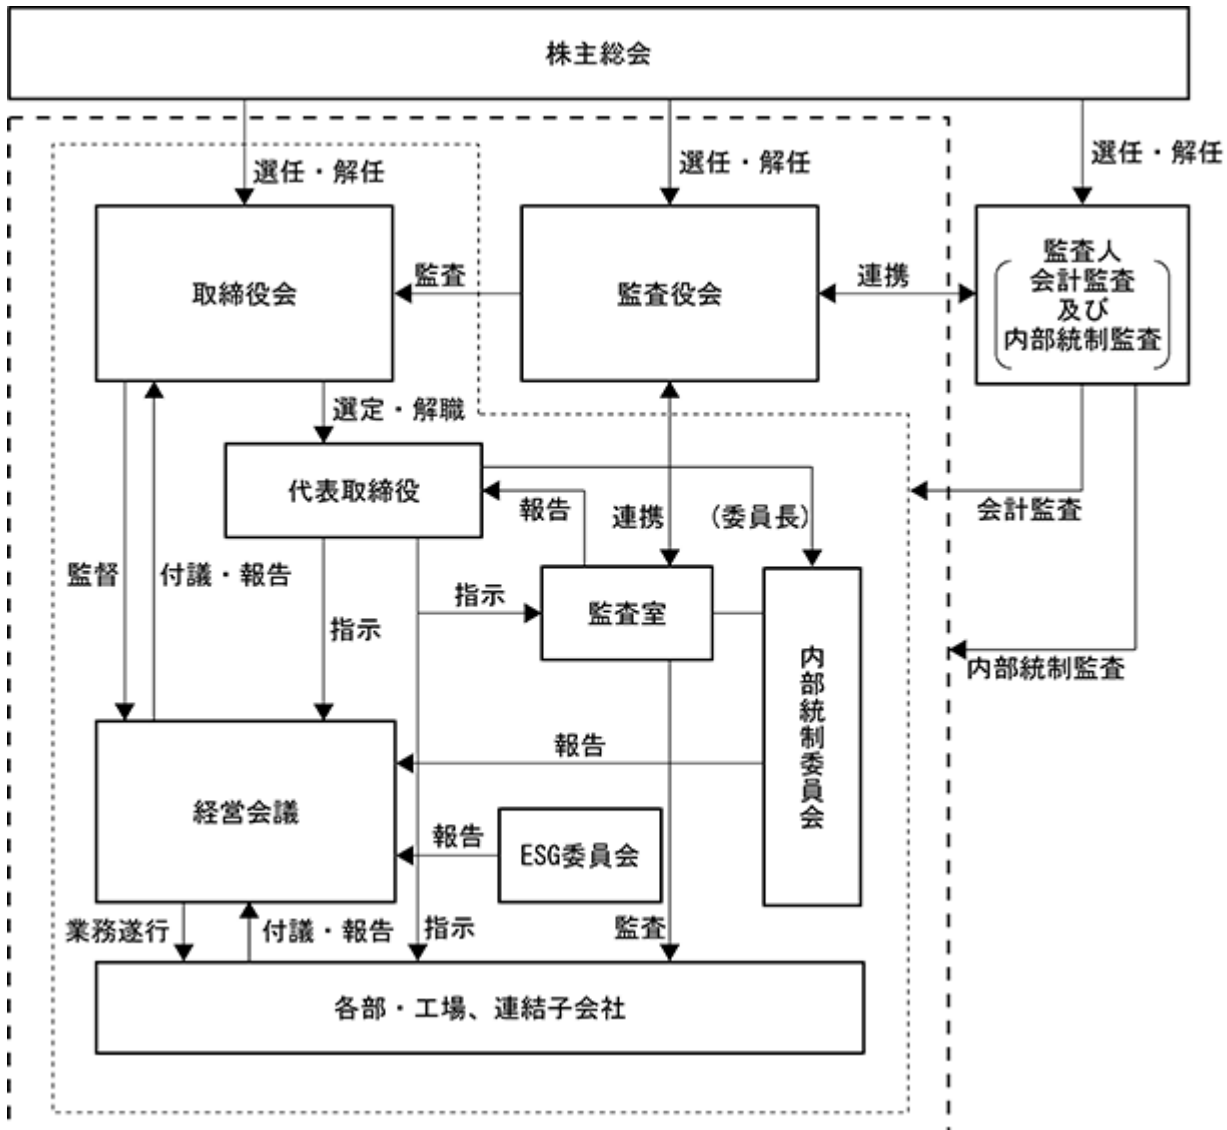 株主総会
選任・解任
選任・解任
選任・解任
取締役会
監査
監査役会
連携
監査人
会計監査
及び
内部統制監査
選定・解職
代表取締役
報告
連携
(委員長)
会計監査
監督
付議・報告
指示
指示
監査室
内部統制委員会
内部統制監査
報告
経営会議
報告
ESG委員会
業務遂行
付議・報告
指示
監査
各部・工場、連結子会社